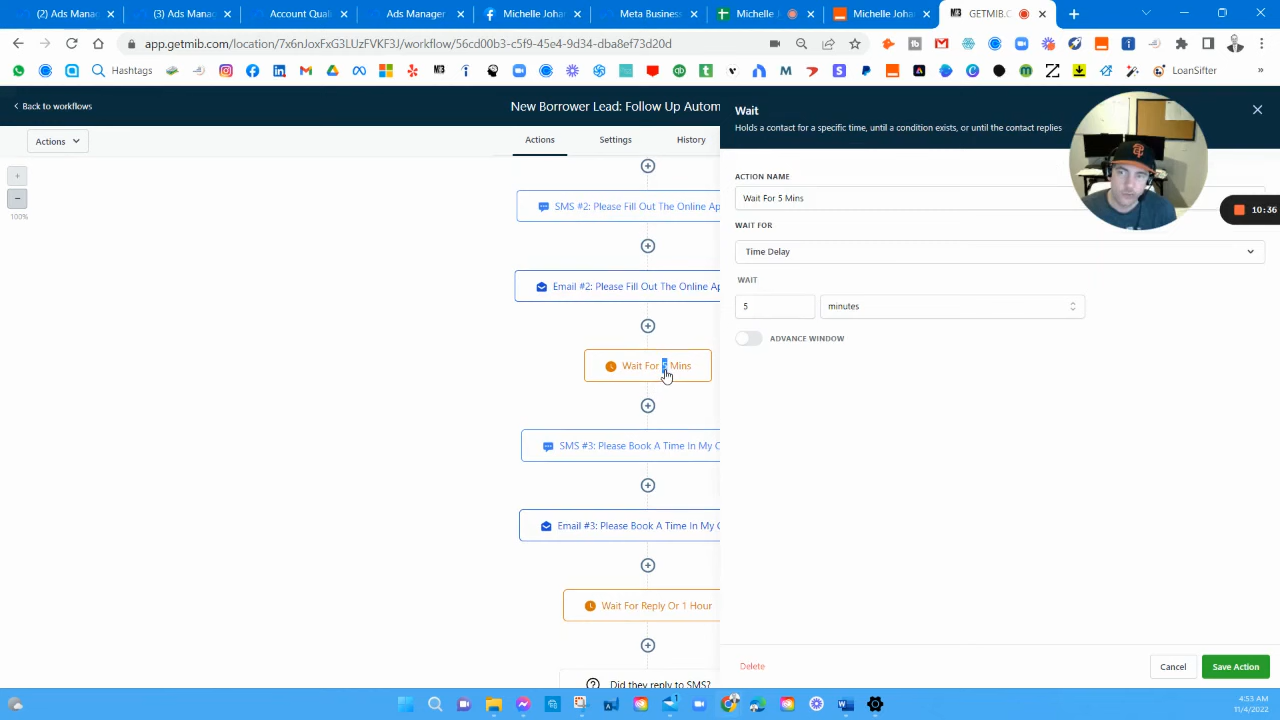 (2) Ads Manac
(3) Ads Manac
Account Quali
Ads Manager
Michelle Johan
Meta Business
Michelle
Michelle Johar
GETMIB.C
app.getmib.com/location/7x6nJoxFxG3LUzFVKF3J/workflow/56cd00b3-c5f9-45e4-9d34-dba8ef73d20d
Hashtags
LoanSifter
»
Back to workflows
New Borrower Lead: Follow Up Autom
Actions
Actions
Settings
History
100%
SMS #2: Please Fill Out The Online Ap
Email #2: Please Fill Out The Online Ap
Wait For 5 Mins
SMS #3: Please Book A Time In My C
Email #3: Please Book A Time In My C
Wait For Reply Or 1 Hour
Did they reply to SMS?
Wait
Holds a contact for a specific time, until a condition exists, or until the contact replies
ACTION NAME
Wait For 5 Mins
WAIT FOR
Time Delay
WAIT
5 minutes
ADVANCE WINDOW
10:36
Delete
Cancel
Save Action
4:53 AM
11/4/2022